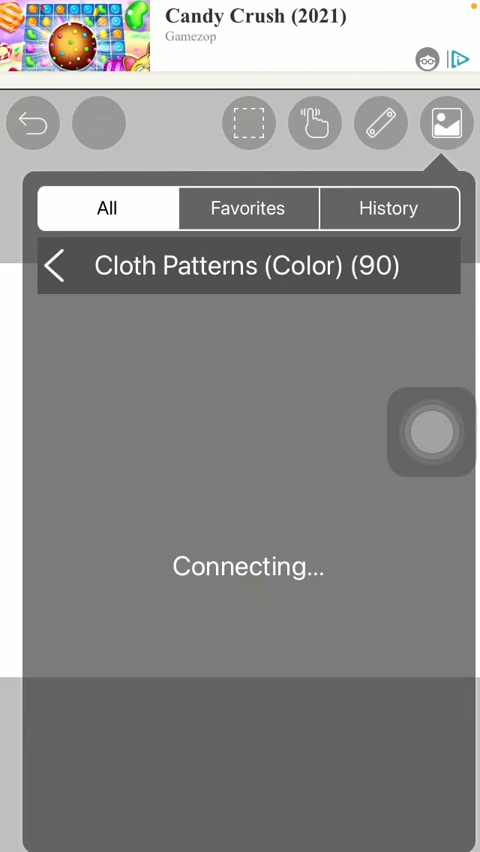 Candy Crush (2021)
Gamezop
All
Favorites
History
Cloth Patterns (Color) (90)
Connecting...